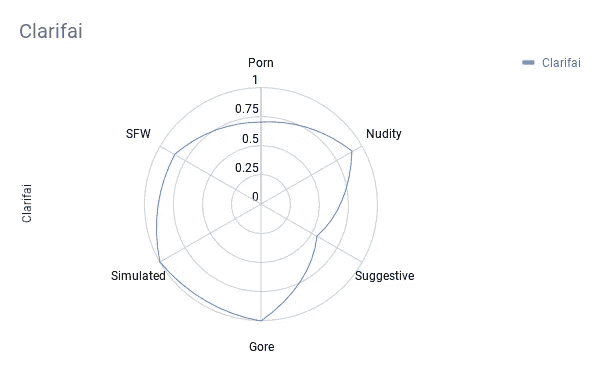 Clarifai
Porn
Clarifai
1
0.75
SFW
Nudity
0.5
0.25
Clarifai
0
Simulated
Suggestive
Gore